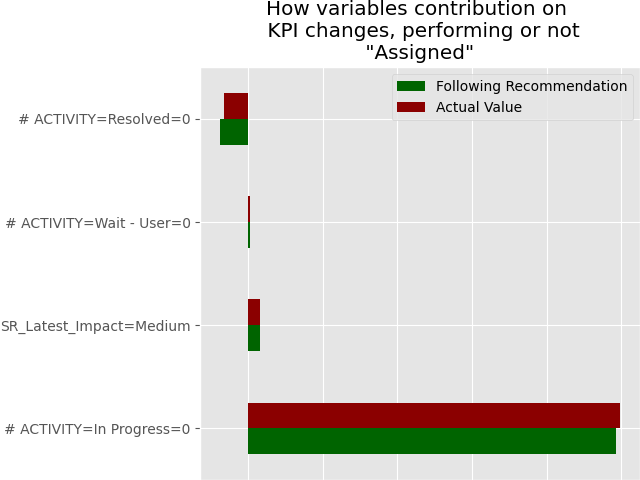 How variables contribution on
KPI changes, performing or not
"Assigned"
Following Recommendation
Actual Value
# ACTIVITY=Resolved=0
# ACTIVITY=Wait - User=0
SR_Latest_Impact=Medium
# ACTIVITY=In Progress=0